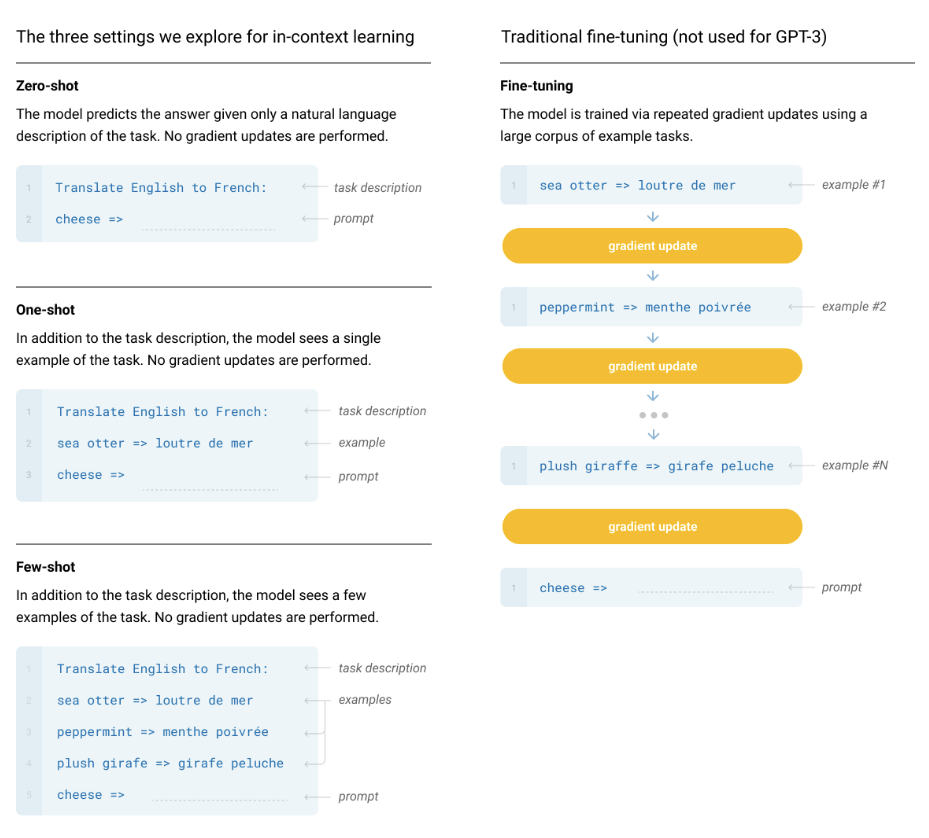 The three settings we explore for in-context learning
Zero-shot
The model predicts the answer given only a natural language
description of the task. No gradient updates are performed.
1 Translate English to French: task description
2 cheese => prompt
One-shot
In addition to the task description, the model sees a single
example of the task. No gradient updates are performed.
1 Translate English to French: task description
2 sea otter => loutre de mer example
3 cheese => prompt
Few-shot
In addition to the task description, the model sees a few
examples of the task. No gradient updates are performed.
1 Translate English to French: task description
2 sea otter => loutre de mer examples
3 peppermint => menthe poivrée
4 plush girafe => girafe peluche
5 cheese => prompt
Traditional fine-tuning (not used for GPT-3)
Fine-tuning
The model is trained via repeated gradient updates using a
large corpus of example tasks.
1 sea otter => loutre de mer example #1
gradient update
1 peppermint => menthe poivrée example #2
gradient update
1 plush giraffe => girafe peluche example #N
gradient update
1 cheese => prompt